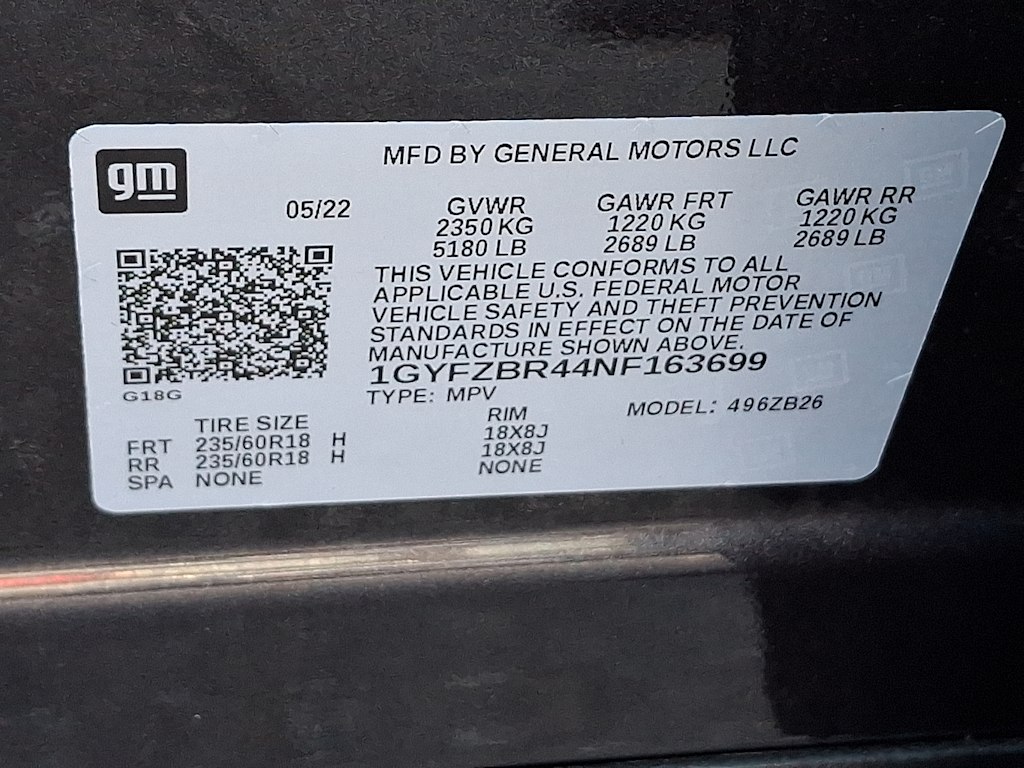 gm
MFD BY GENERAL MOTORS LLC
05/22 GVWR GAWR FRT GAWR RR
2350 KG 1220 KG 1220 KG
5180 LB 2689 LB 2689 LB
THIS VEHICLE CONFORMS TO ALL
APPLICABLE U.S. FEDERAL MOTOR
VEHICLE SAFETY AND THEFT PREVENTION
STANDARDS IN EFFECT ON THE DATE OF
MANUFACTURE SHOWN ABOVE.
1GYFZBR44NF163699
G18G
TYPE: MPV MODEL: 496ZB26
TIRE SIZE RIM
FRT 235/60R18 H 18X8J
RR 235/60R18 H 18X8J
SPA NONE NONE